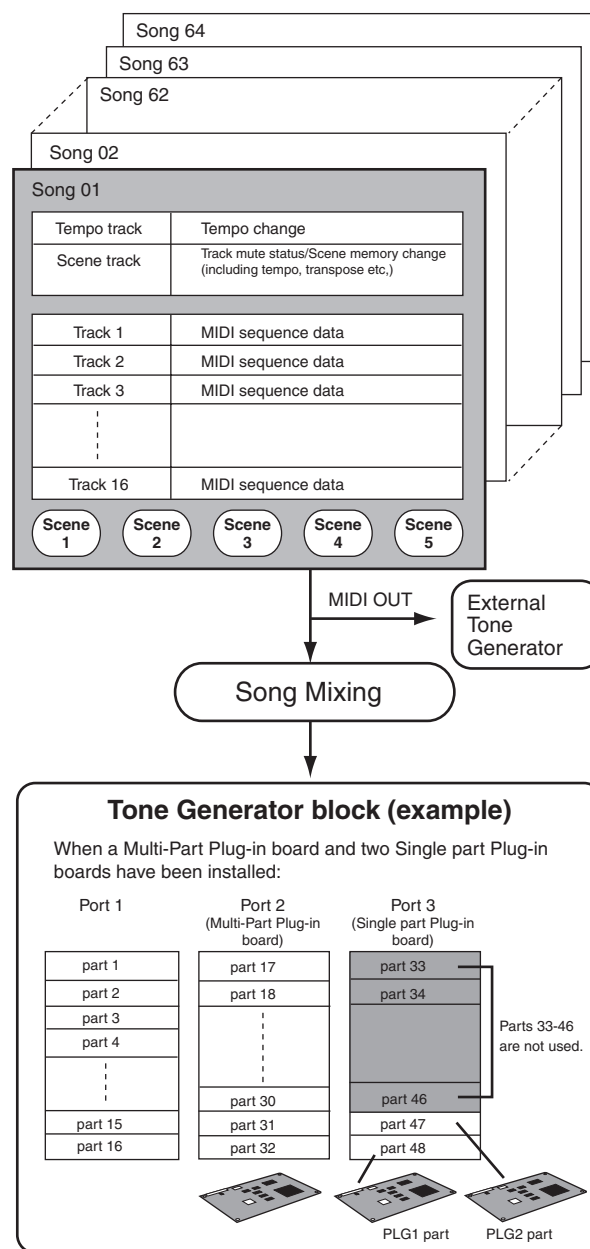 Song 64
Song 63
Song 62
Song 02
Song 01
Tempo track Tempo change
Scene track Track mute status/Scene memory change
(including tempo, transpose etc,)
Track 1 MIDI sequence data
Track 2 MIDI sequence data
Track 3 MIDI sequence data
Track 16 MIDI sequence data
Scene 1
Scene 2
Scene 3
Scene 4
Scene 5
MIDI OUT
External
Tone
Generator
Song Mixing
Tone Generator block (example)
When a Multi-Part Plug-in board and two Single part Plug-in
boards have been installed:
Port 1
part 1
part 2
part 3
part 4
part 15
part 16
Port 2
(Multi-Part Plug-in
board)
part 17
part 18
part 30
part 31
part 32
Port 3
(Single part Plug-in
board)
part 33
part 34
part 46
part 47
part 48
Parts 33-46
are not used.
PLG1 part
PLG2 part